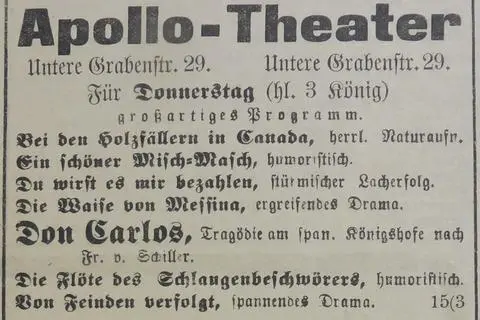 Apollo-Theater
Untere Grabenstr. 29. Untere Grabenstr. 29.
Für Donnerstag (hl. 3 König)
großartiges Programm.
Bei den Holzfällern in Canada, herrl. Naturaufn.
Ein schöner Misch-Masch, humoristisch.
Du wirst es mir bezahlen, stürmischer Lacherfolg.
Die Waise von Messina, ergreifendes Drama.
Don Carlos, Tragödie am span. Königshofe nach
Fr. v. Schiller.
Die Flöte des Schlangenbeschwörers, humoristisch.
Von Feinden verfolgt, spannendes Drama. 15(3